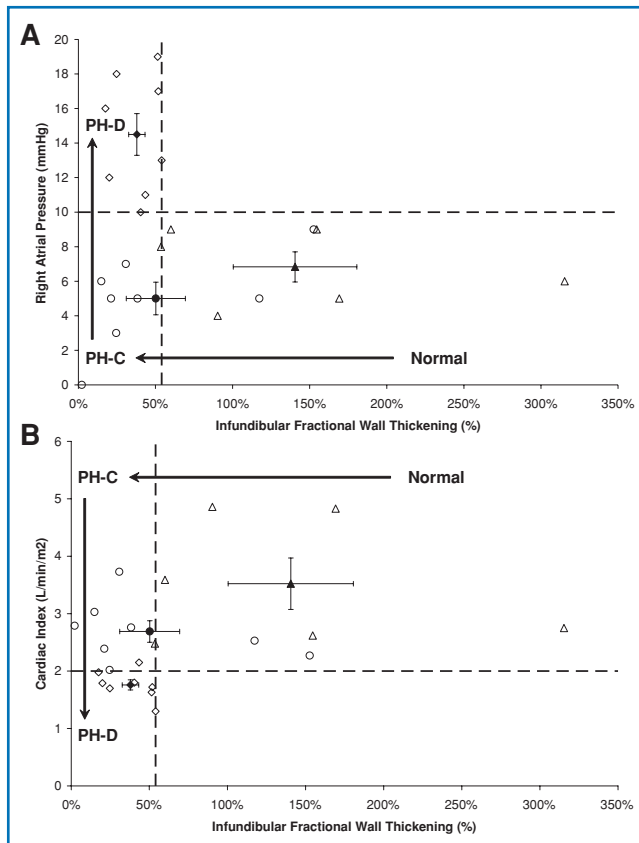 A
20
18
16
14
12
10
8
6
4
2
0
Right Atrial Pressure (mmHg)
PH-D
PH-C
Normal
0% 50% 100% 150% 200% 250% 300% 350%
Infundibular Fractional Wall Thickening (%)
B
6
5
4
3
2
1
0
Cardiac Index (L/min/m2)
PH-C
Normal
PH-D
0% 50% 100% 150% 200% 250% 300% 350%
Infundibular Fractional Wall Thickening (%)